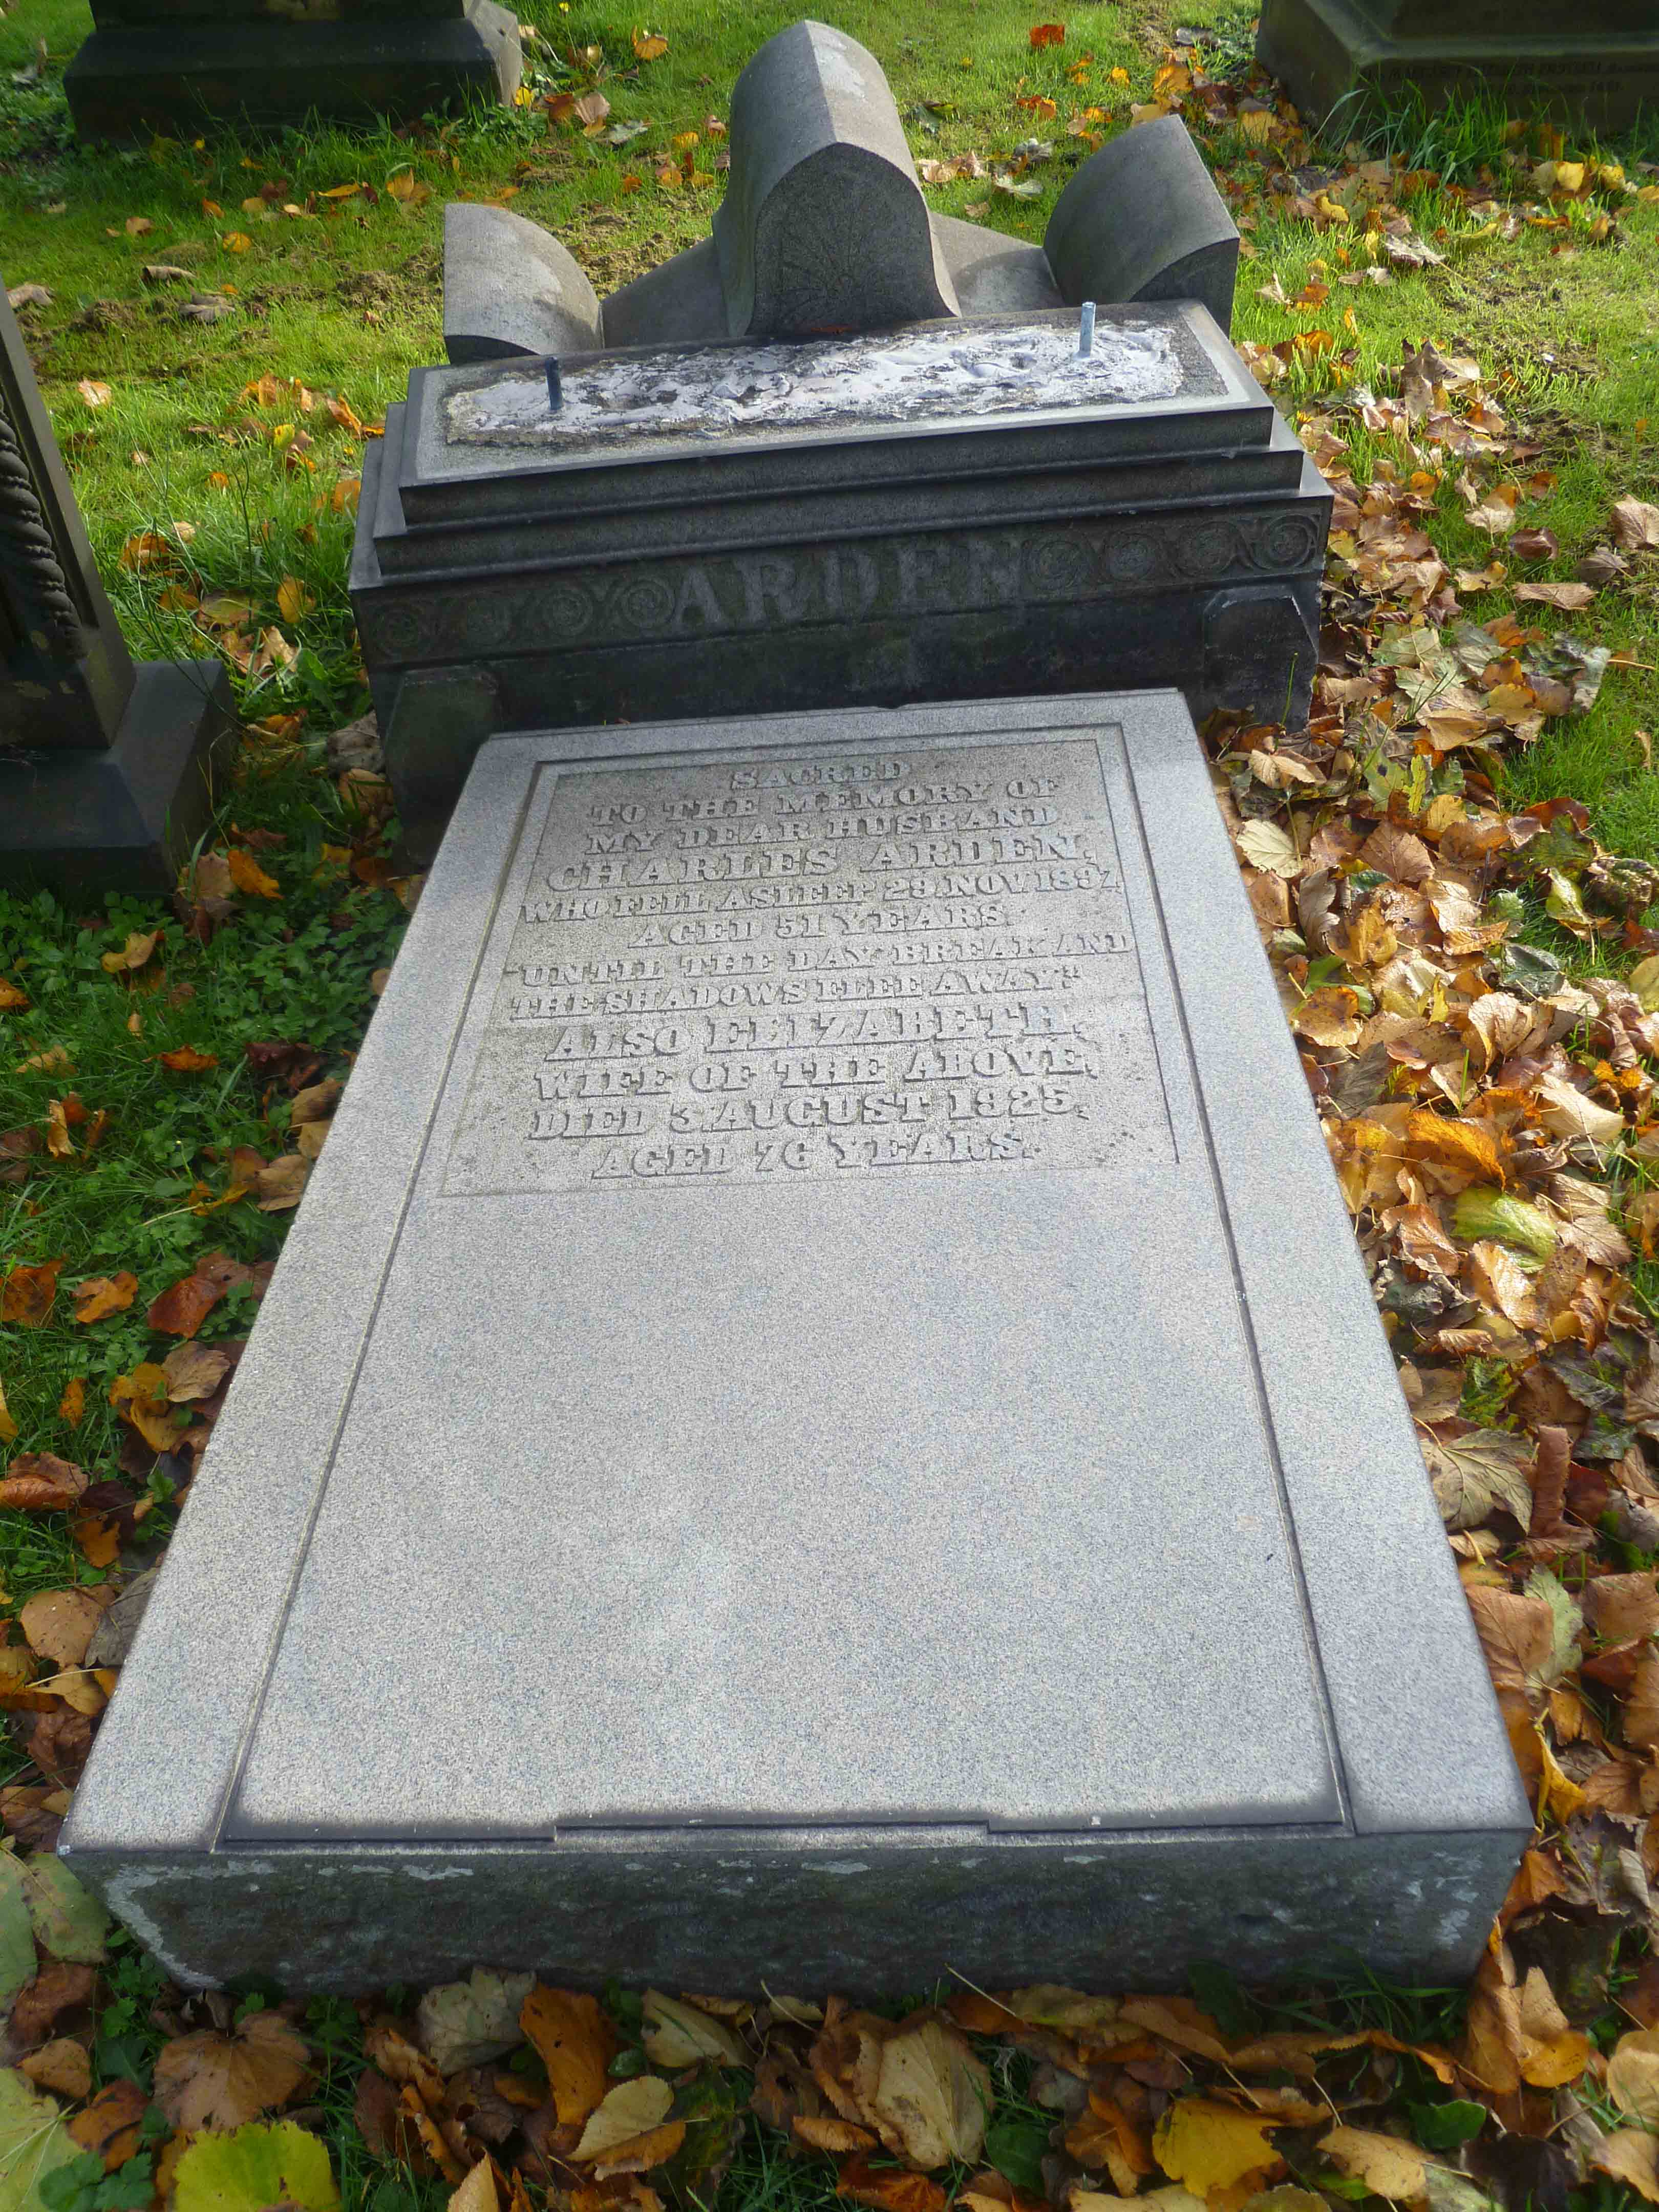 ARDEN
SACRED
TO THE MEMORY OF
MY DEAR HUSBAND
CHARLES ARDEN,
WHO FELL ASLEEP 29. NOV. 1897,
AGED 51 YEARS.
"UNTIL THE DAY BREAK AND
THE SHADOWS FLEE AWAY."
ALSO ELIZABETH,
WIFE OF THE ABOVE,
DIED 3. AUGUST 1925,
AGED 76 YEARS.